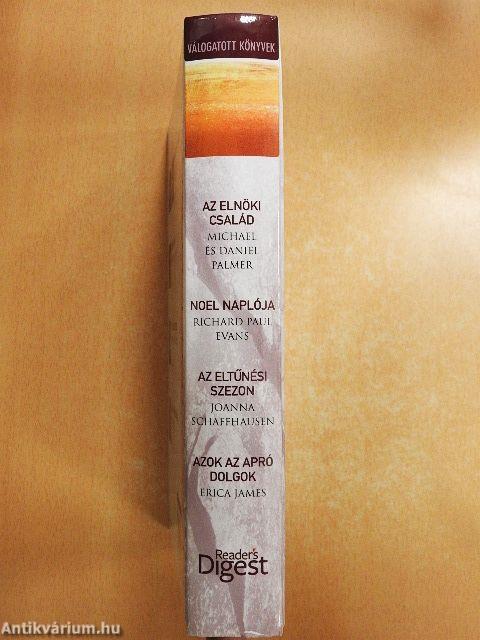 VÁLOGATOTT KÖNYVEK
AZ ELNÖKI
CSALÁD
MICHAEL
ÉS DANIEL
PALMER
NOEL NAPLÓJA
RICHARD PAUL
EVANS
AZ ELTŰNÉSI
SZEZON
JOANNA
SCHAFFHAUSEN
AZOK AZ APRÓ
DOLGOK
ERICA JAMES
Reader's
Digest
Antikvárium.hu